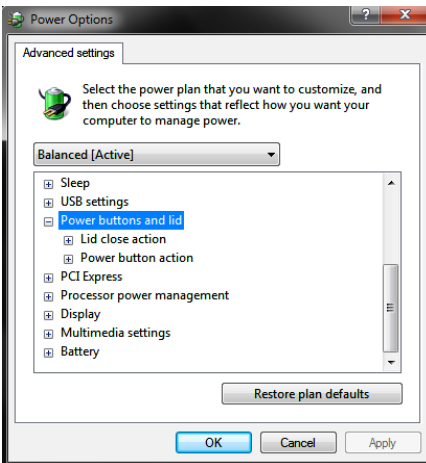 Power Options
Advanced settings
Select the power plan that you want to customize, and
then choose settings that reflect how you want your
computer to manage power.
Balanced [Active]
Sleep
USB settings
Power buttons and lid
Lid close action
Power button action
PCI Express
Processor power management
Display
Multimedia settings
Battery
Restore plan defaults
OK Cancel Apply